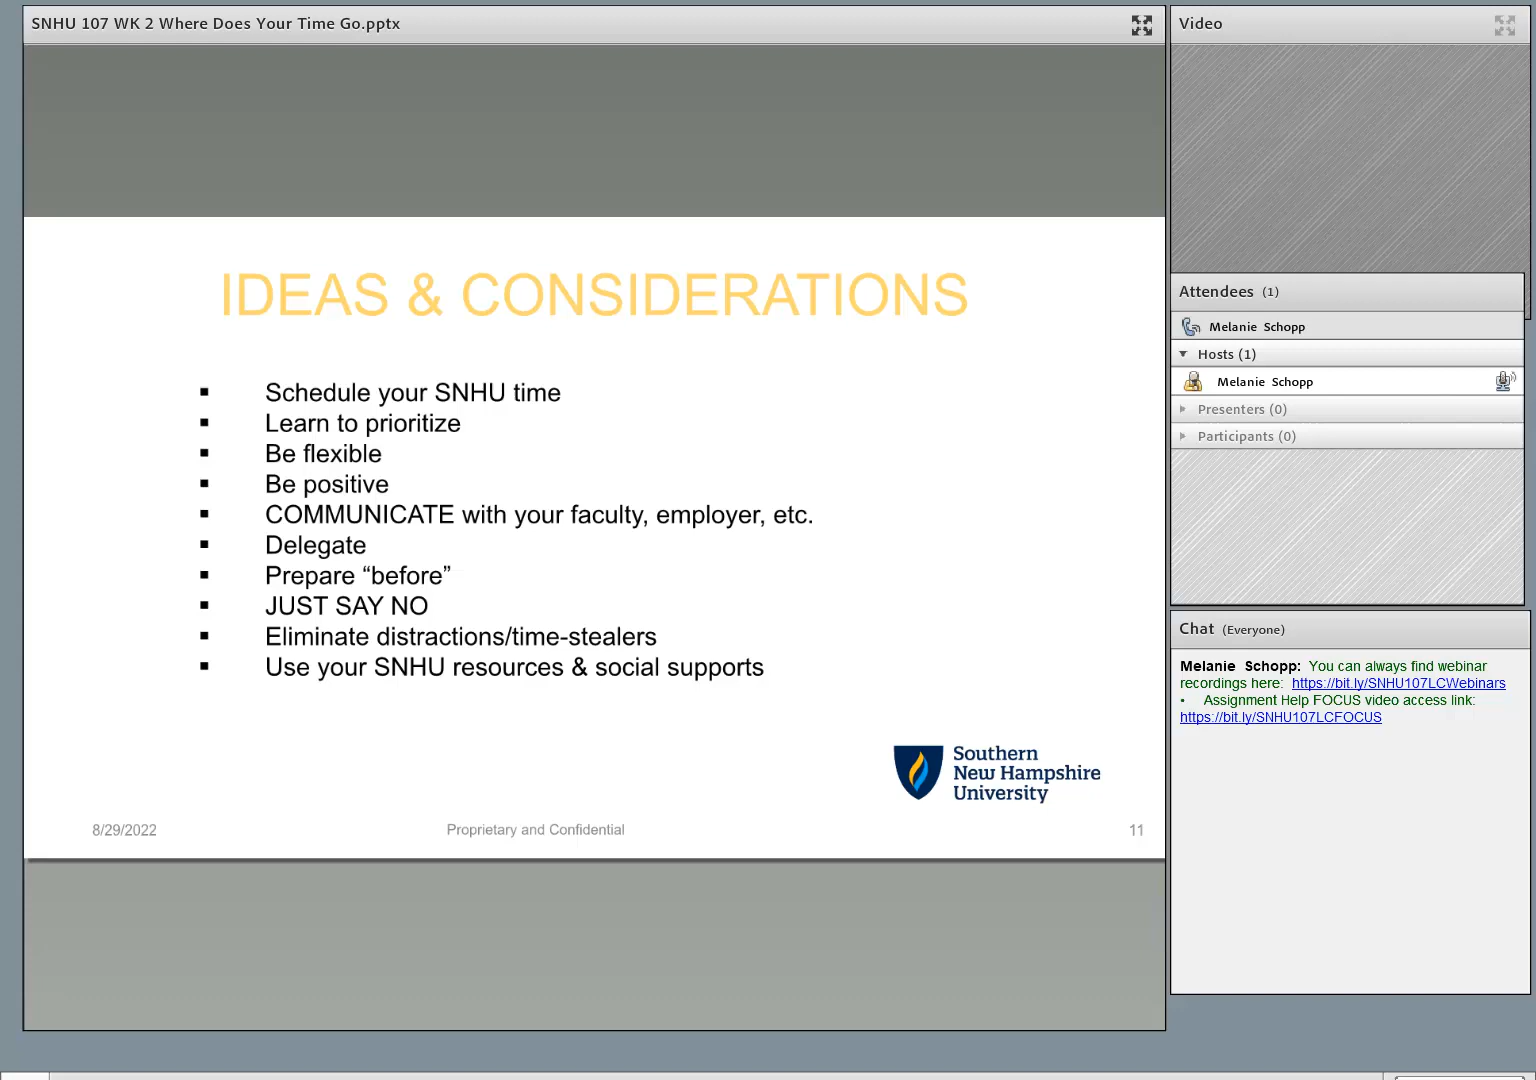 SNHU 107 WK 2 Where Does Your Time Go.pptx
IDEAS & CONSIDERATIONS
▪ Schedule your SNHU time
▪ Learn to prioritize
▪ Be flexible
▪ Be positive
▪ COMMUNICATE with your faculty, employer, etc.
▪ Delegate
▪ Prepare “before”
▪ JUST SAY NO
▪ Eliminate distractions/time-stealers
▪ Use your SNHU resources & social supports
Southern
New Hampshire
University
8/29/2022
Proprietary and Confidential
11
Video
Attendees (1)
Melanie Schopp
Hosts (1)
Melanie Schopp
Presenters (0)
Participants (0)
Chat (Everyone)
Melanie Schopp: You can always find webinar
recordings here: https://bit.ly/SNHU107LCWebinars
• Assignment Help FOCUS video access link:
https://bit.ly/SNHU107LCFOCUS